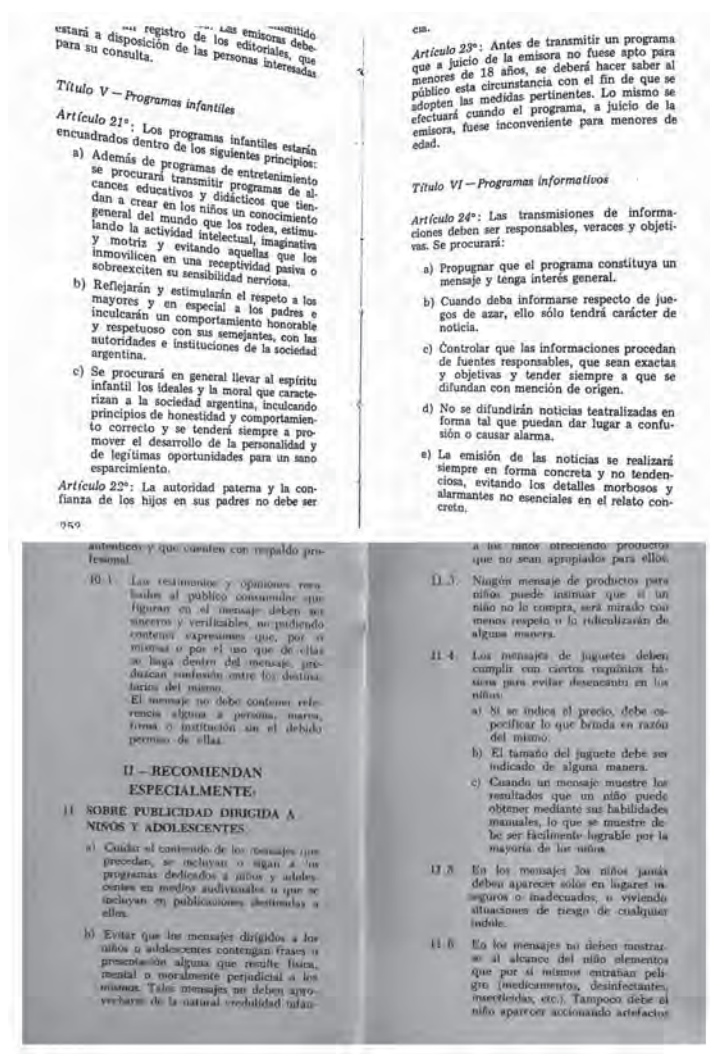 registro de los editoriales, que
estará a disposición de las personas interesadas
para su consulta.
Título V — Programas infantiles
Artículo 21°: Los programas infantiles estarán
encuadrados dentro de los siguientes principios:
a) Además de programas de entretenimiento
se procurará transmitir programas de al-
cances educativos y didácticos que tien-
dan a crear en los niños un conocimiento
general del mundo que los rodea, estimu-
lando la actividad intelectual, imaginativa
y motriz y evitando aquellas que los
inmovilicen en una receptividad pasiva o
sobreexciten su sensibilidad nerviosa.
b) Reflejarán y estimularán el respeto a los
mayores y en especial a los padres e
inculcarán un comportamiento honorable
y respetuoso con sus semejantes, con las
autoridades e instituciones de la sociedad
argentina.
c) Se procurará en general llevar al espíritu
infantil los ideales y la moral que caracte-
rizan a la sociedad argentina, inculcando
principios de honestidad y comportamien-
to correcto y se tenderá siempre a pro-
mover el desarrollo de la personalidad y
de legítimas oportunidades para un sano
esparcimiento.
Artículo 22°: La autoridad paterna y la con-
fianza de los hijos en sus padres no debe ser
cia.
Artículo 23°: Antes de transmitir un programa
que a juicio de la emisora no fuese apto para
menores de 18 años, se deberá hacer saber al
público esta circunstancia con el fin de que se
adopten las medidas pertinentes. Lo mismo se
efectuará cuando el programa, a juicio de la
emisora, fuese inconveniente para menores de
edad.
Título VI — Programas informativos
Artículo 24°: Las transmisiones de informa-
ciones deben ser responsables, veraces y objeti-
vas. Se procurará:
a) Propugnar que el programa constituya un
mensaje y tenga interés general.
b) Cuando deba informarse respecto de jue-
gos de azar, ello sólo tendrá carácter de
noticia.
c) Controlar que las informaciones procedan
de fuentes responsables, que sean exactas
y objetivas y tender siempre a que se
difundan con mención de origen.
d) No se difundirán noticias teatralizadas en
forma tal que puedan dar lugar a confu-
sión o causar alarma.
e) La emisión de las noticias se realizará
siempre en forma concreta y no tenden-
ciosa, evitando los detalles morbosos y
alarmantes no esenciales en el relato con-
creto.
auténticos y que cuenten con respaldo pro-
fesional.
10.1. Los testimonios y opiniones
al público consumidor que
figuran en el mensaje deben ser
sinceros y verificables, no pudiendo
contener expresiones que, por sí
mismas o por el uso que de ellas
se haga dentro del mensaje, pro-
duzcan confusión entre los destina-
tarios del mismo.
El mensaje no debe contener refe-
rencia alguna a persona, marca,
firma o institución sin el debido
permiso de ellas.
II – RECOMIENDAN
ESPECIALMENTE:
11 SOBRE PUBLICIDAD DIRIGIDA A
NIÑOS Y ADOLESCENTES
a) Cuidar el contenido de los mensajes que
precedan, se incluyan o sigan a los
programas dedicados a niños y adoles-
centes en medios audivisuales o que se
incluyan en publicaciones destinadas a
ellos.
b) Evitar que los mensajes dirigidos a los
niños o adolescentes contengan frases o
presentación alguna que resulte física,
mental o moralmente perjudicial a los
mismos. Tales mensajes no deben apro-
vecharse de la natural credulidad infan-
a los niños ofreciendo productos
que no sean apropiados para ellos.
11.3. Ningún mensaje de productos para
niños puede insinuar que si un
niño no lo compra, será mirado con
menos respeto o lo ridiculizarán de
alguna manera.
11.4. Los mensajes de juguetes deben
cumplir con ciertos requisitos bá-
sicos para evitar desencanto en los
niños:
a) Si se indica el precio, debe es-
pecificar lo que brinda en razón
del mismo.
b) El tamaño del juguete debe ser
indicado de alguna manera.
c) Cuando un mensaje muestre los
resultados que un niño puede
obtener mediante sus habilidades
manuales, lo que se muestre de-
be ser fácilmente lograble por la
mayoría de los niños.
11.5. En los mensajes los niños jamás
deben aparecer solos en lugares in-
seguros o inadecuados, o viviendo
situaciones de riesgo de cualquier
índole.
11.6. En los mensajes no deben mostrar-
se al alcance del niño elementos
que por sí mismos entrañan peli-
gro (medicamentos, desinfectantes,
insecticidas, etc.). Tampoco debe el
niño aparecer accionando artefactos